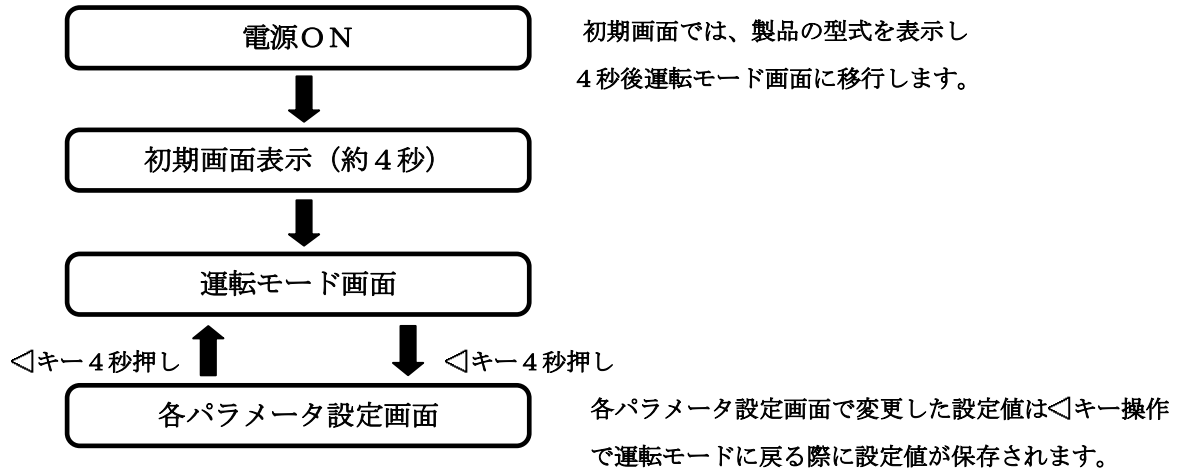 電源ＯＮ
初期画面では、製品の型式を表示し
４秒後運転モード画面に移行します。
初期画面表示（約４秒）
運転モード画面
◁キー４秒押し
◁キー４秒押し
各パラメータ設定画面
各パラメータ設定画面で変更した設定値は◁キー操作
で運転モードに戻る際に設定値が保存されます。